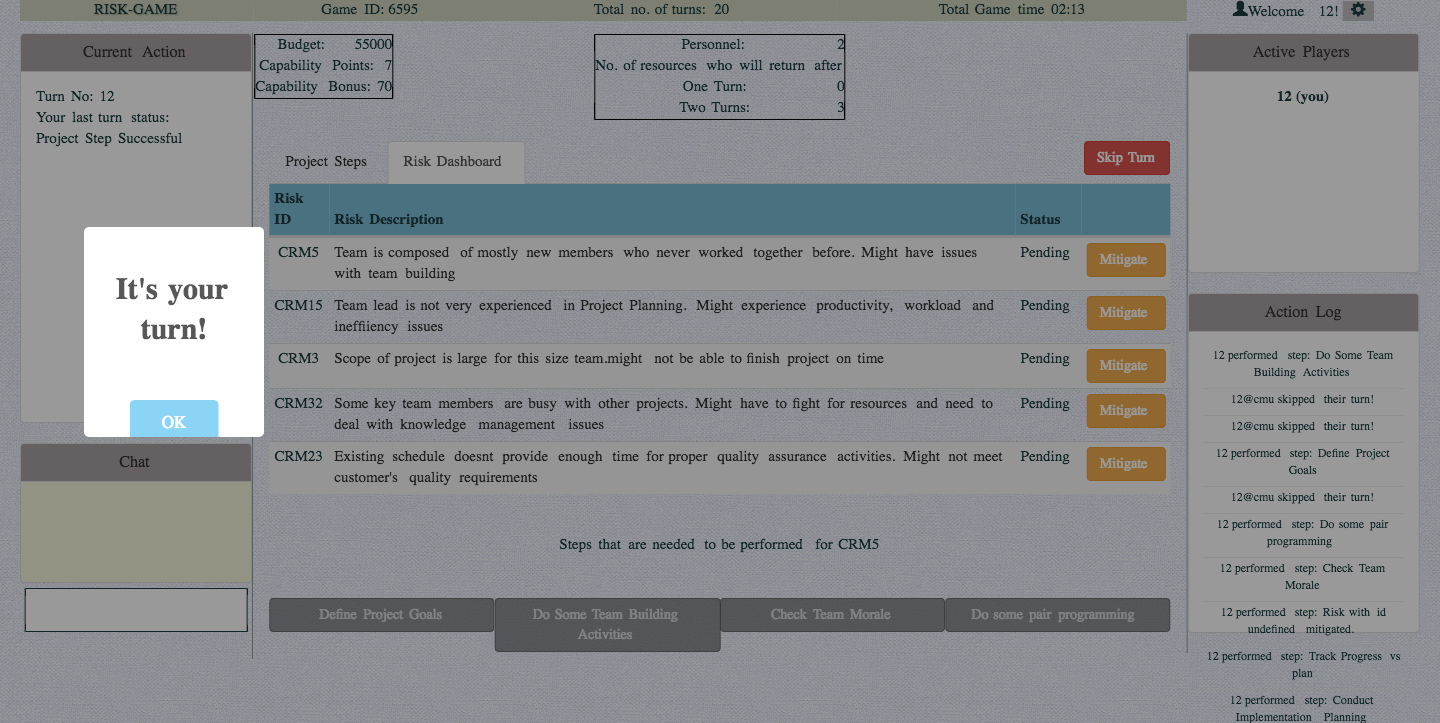 RISK-GAME
Game ID: 6595
Total no. of turns: 20
Total Game time 02:13
Welcome 12!
Current Action
Turn No: 12
Your last turn status:
Project Step Successful
Budget: 55000
Capability Points: 7
Capability Bonus: 70
Personnel: 2
No. of resources who will return after
One Turn: 0
Two Turns: 3
Project Steps
Risk Dashboard
Skip Turn
Risk
ID
Risk Description
Status
CRM5 Team is composed of mostly new members who never worked together before. Might have issues Pending Mitigate
with team building
CRM15 Team lead is not very experienced in Project Planning. Might experience productivity, workload and Pending Mitigate
ineffiiency issues
CRM3 Scope of project is large for this size team.might not be able to finish project on time Pending Mitigate
CRM32 Some key team members are busy with other projects. Might have to fight for resources and need to Pending Mitigate
deal with knowledge management issues
CRM23 Existing schedule doesnt provide enough time for proper quality assurance activities. Might not meet Pending Mitigate
customer's quality requirements
Steps that are needed to be performed for CRM5
Define Project Goals
Do Some Team Building
Activities
Check Team Morale
Do some pair programming
It's your
turn!
OK
Chat
Active Players
12 (you)
Action Log
12 performed step: Do Some Team
Building Activities
12@cmu skipped their turn!
12@cmu skipped their turn!
12 performed step: Define Project
Goals
12@cmu skipped their turn!
12 performed step: Do some pair
programming
12 performed step: Check Team
Morale
12 performed step: Risk with id
undefined mitigated.
12 performed step: Track Progress vs
plan
12 performed step: Conduct
Implementation Planning